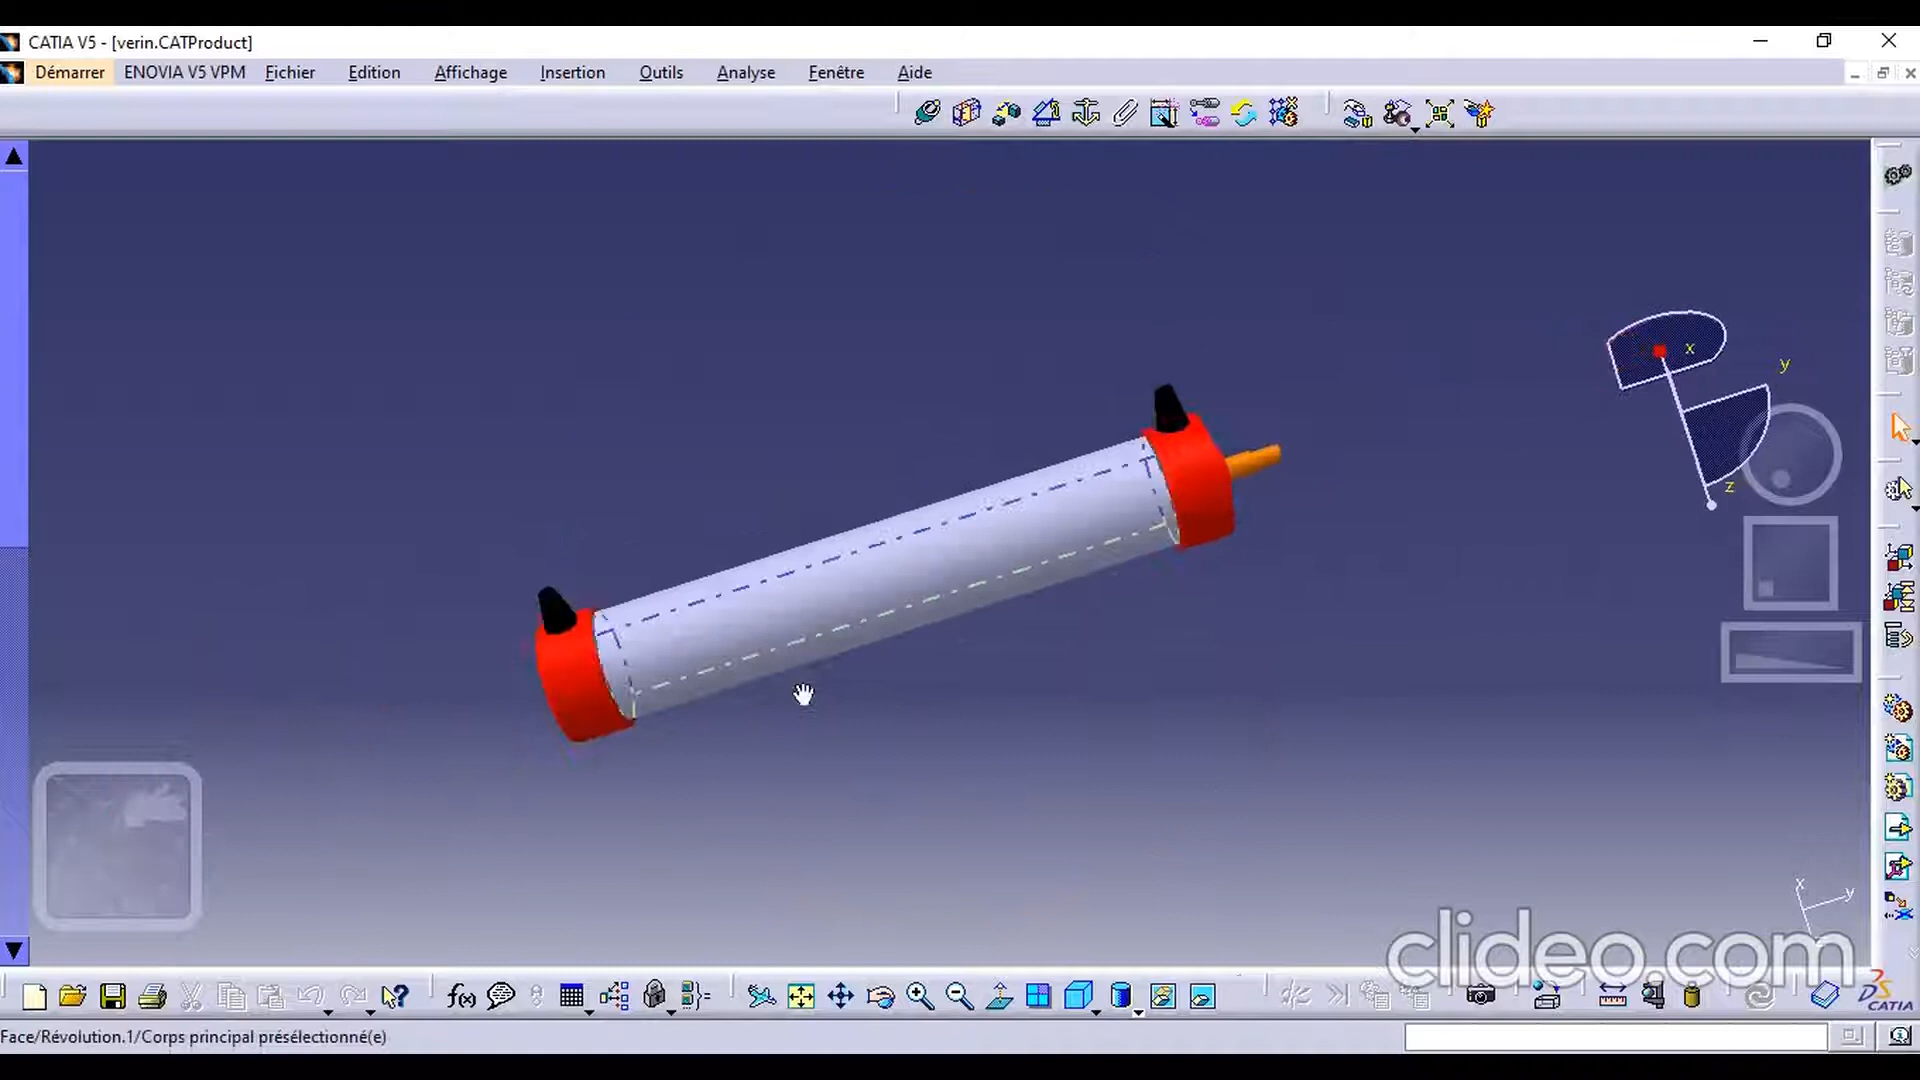 CATIA V5 - [verin.CATProduct]
Démarrer ENOVIA V5 VPM Fichier Edition Affichage Insertion Outils Analyse Fenêtre Aide
x
y
z
x
y
clideo.com
f(x)
CATIA
Face/Révolution.1/Corps principal présélectionné(e)